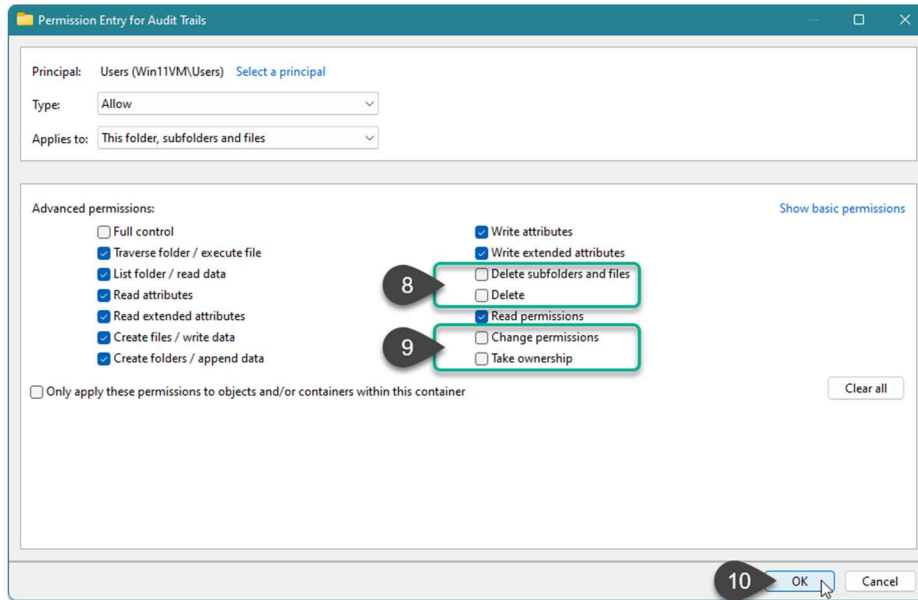 Permission Entry for Audit Trails
Principal: Users (Win11VM\Users) Select a principal
Type: Allow
Applies to: This folder, subfolders and files
Advanced permissions: Show basic permissions
Full control
Traverse folder / execute file
List folder / read data
Read attributes
Read extended attributes
Create files / write data
Create folders / append data
Write attributes
Write extended attributes
8
Delete subfolders and files
Delete
Read permissions
9
Change permissions
Take ownership
Only apply these permissions to objects and/or containers within this container
Clear all
10
OK Cancel